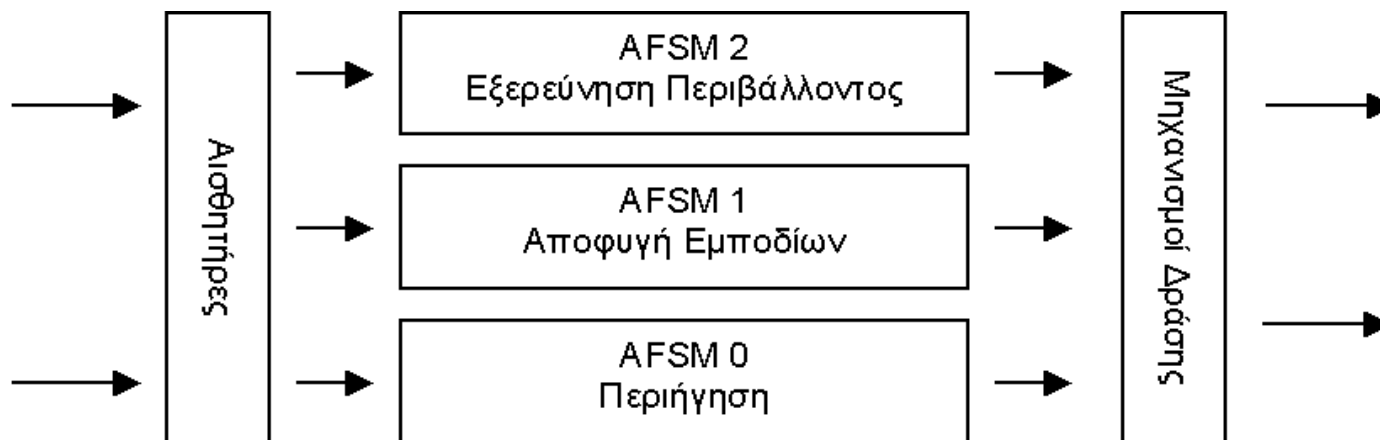 Αισθητήρες
AFSM 2
Εξερεύνηση Περιβάλλοντος
AFSM 1
Αποφυγή Εμποδίων
AFSM 0
Περιήγηση
Μηχανισμοί Δράσης